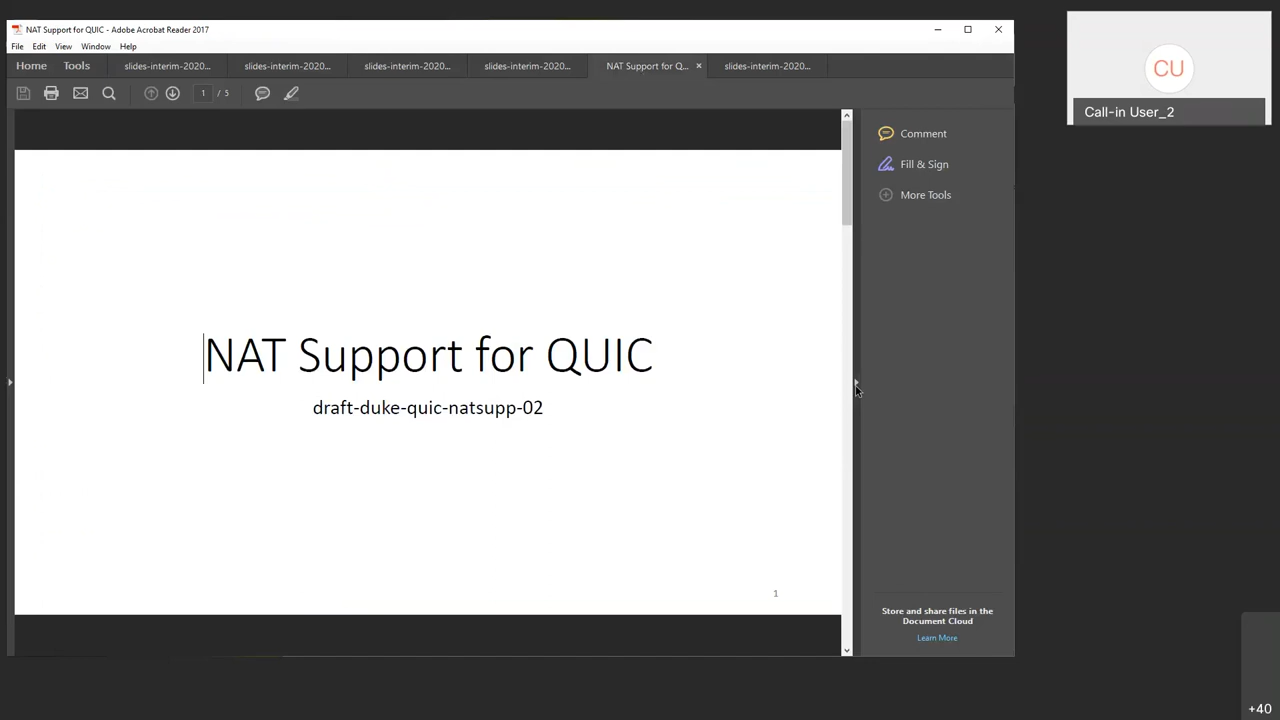 NAT Support for QUIC - Adobe Acrobat Reader 2017
File Edit View Window Help
Home Tools slides-interim-2020... slides-interim-2020... slides-interim-2020... slides-interim-2020... NAT Support for Q... × slides-interim-2020...
1 / 5
Comment
Fill & Sign
More Tools
NAT Support for QUIC
draft-duke-quic-natsupp-02
1
Store and share files in the
Document Cloud
Learn More
CU
Call-in User_2
+40